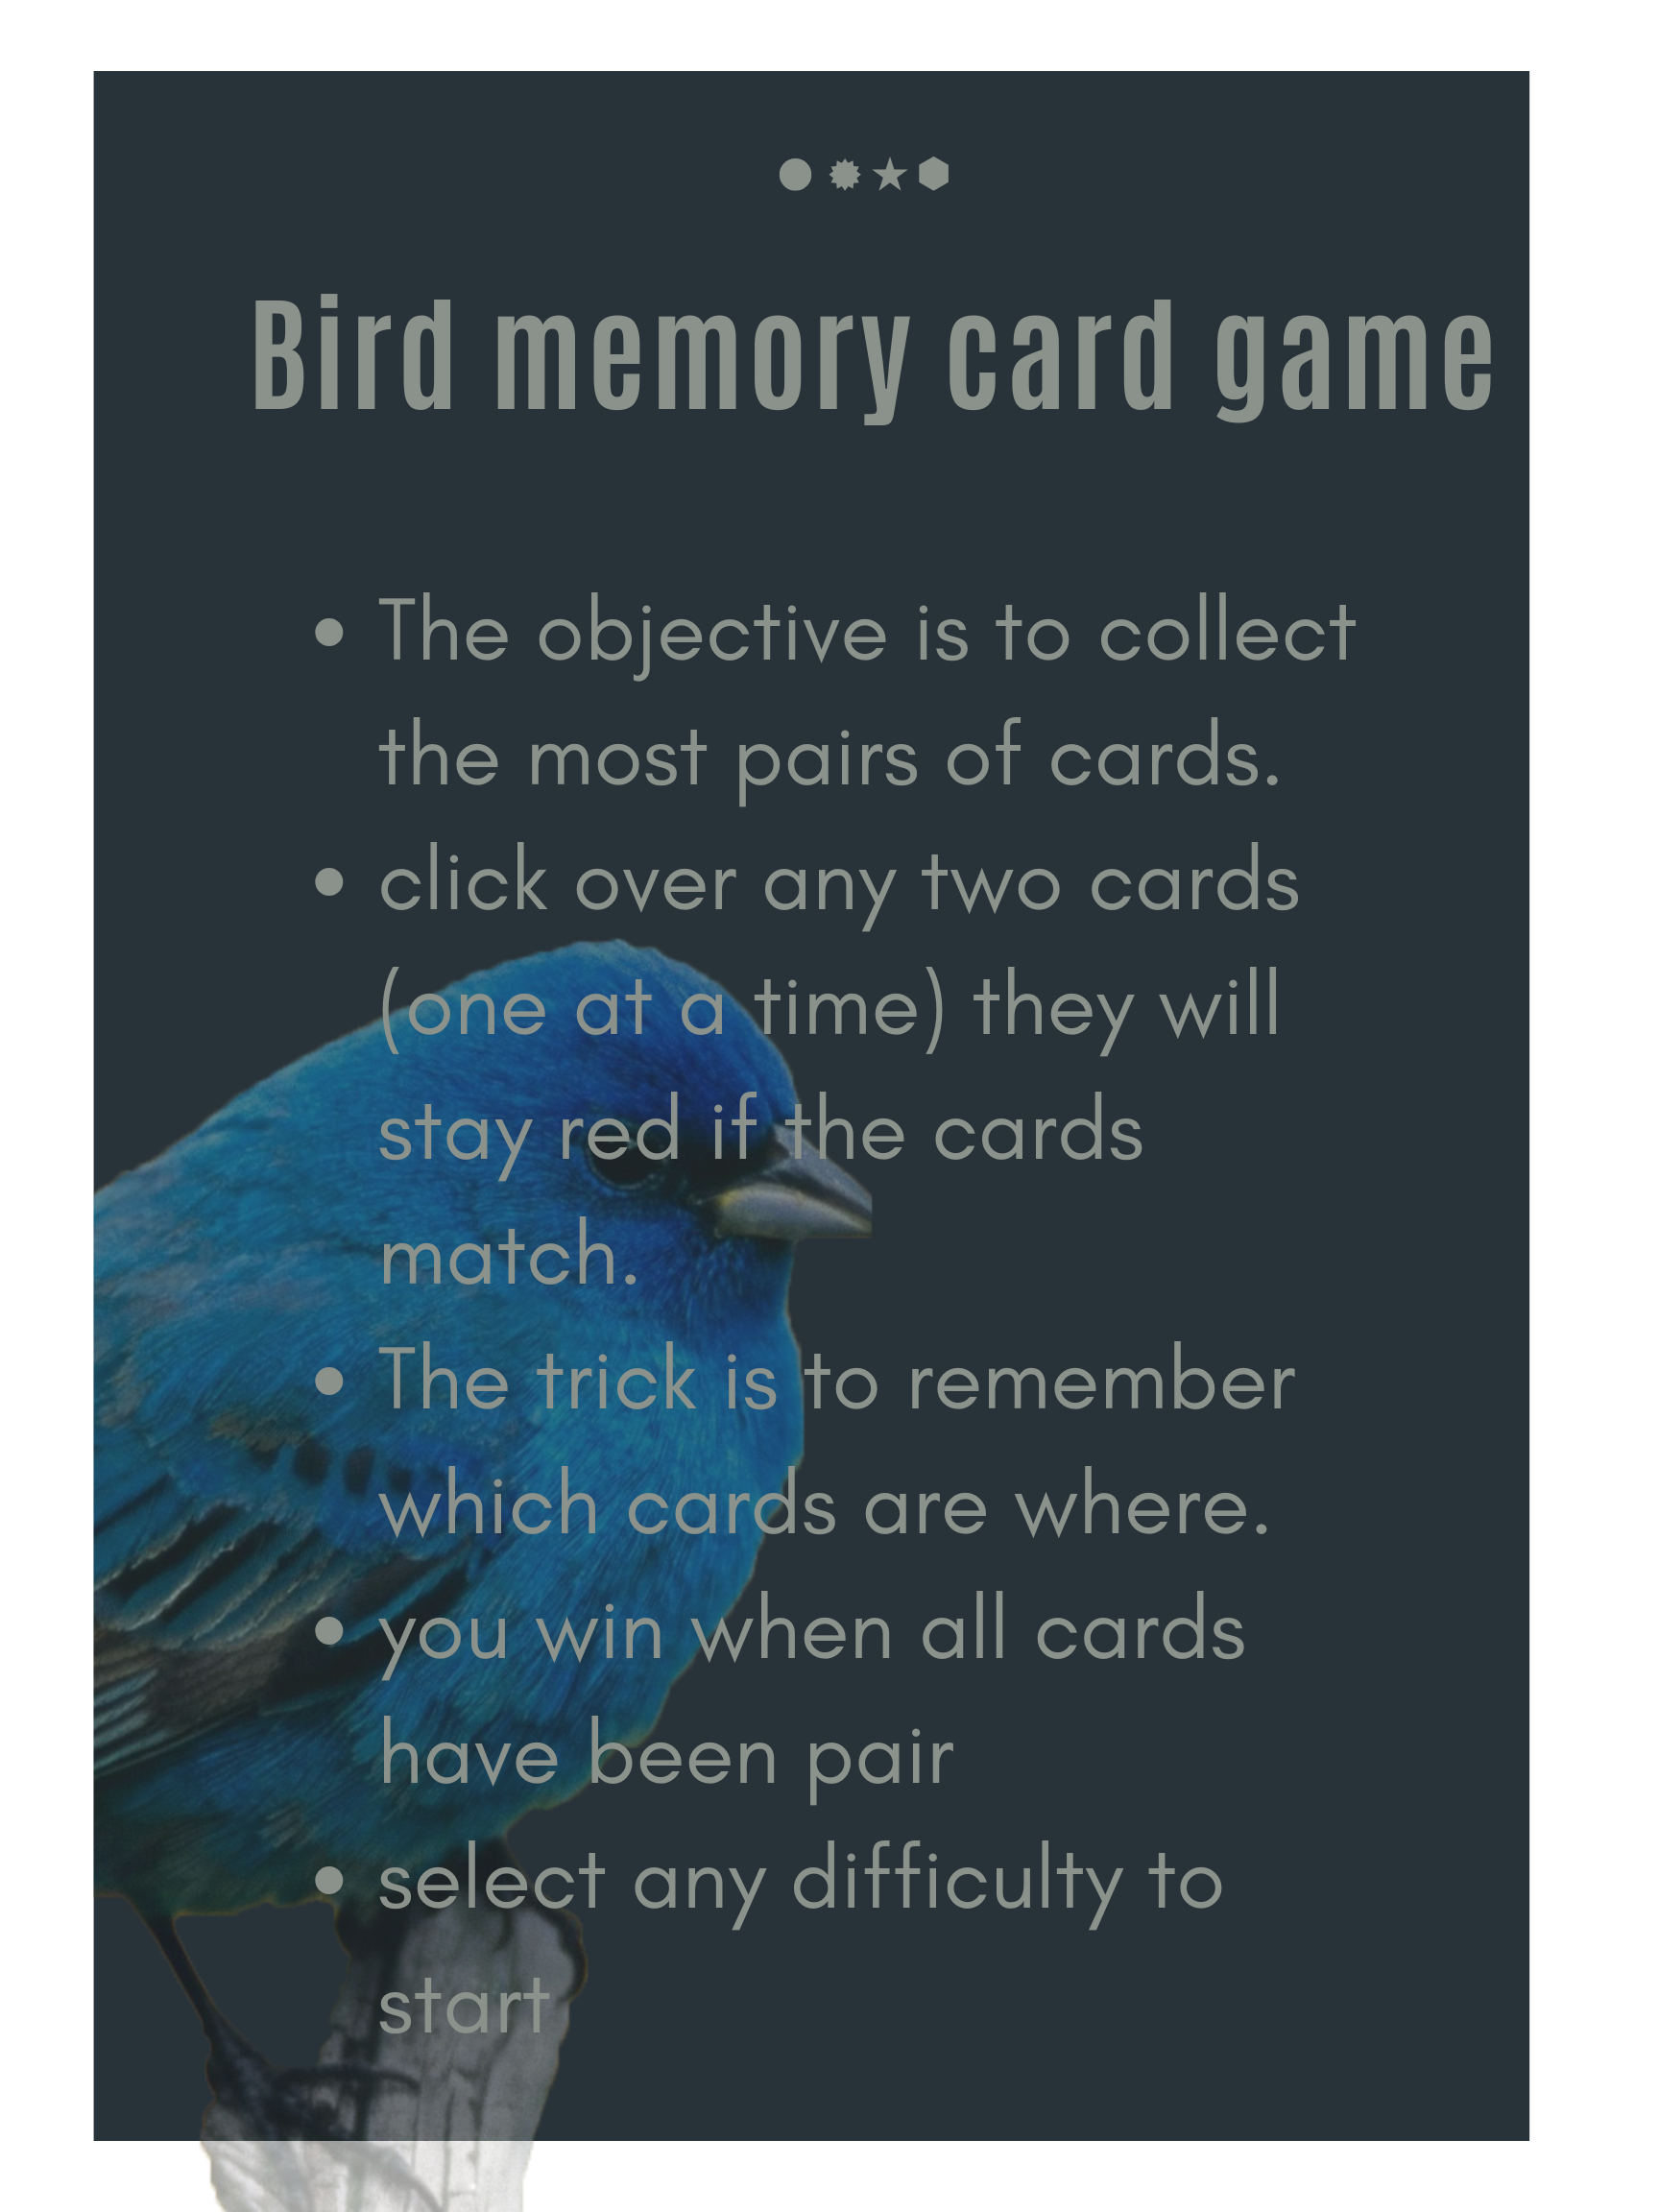 Bird memory card game
• The objective is to collect
the most pairs of cards.
• click over any two cards
(one at a time) they will
stay red if the cards
match.
• The trick is to remember
which cards are where.
• you win when all cards
have been pair
• select any difficulty to
start